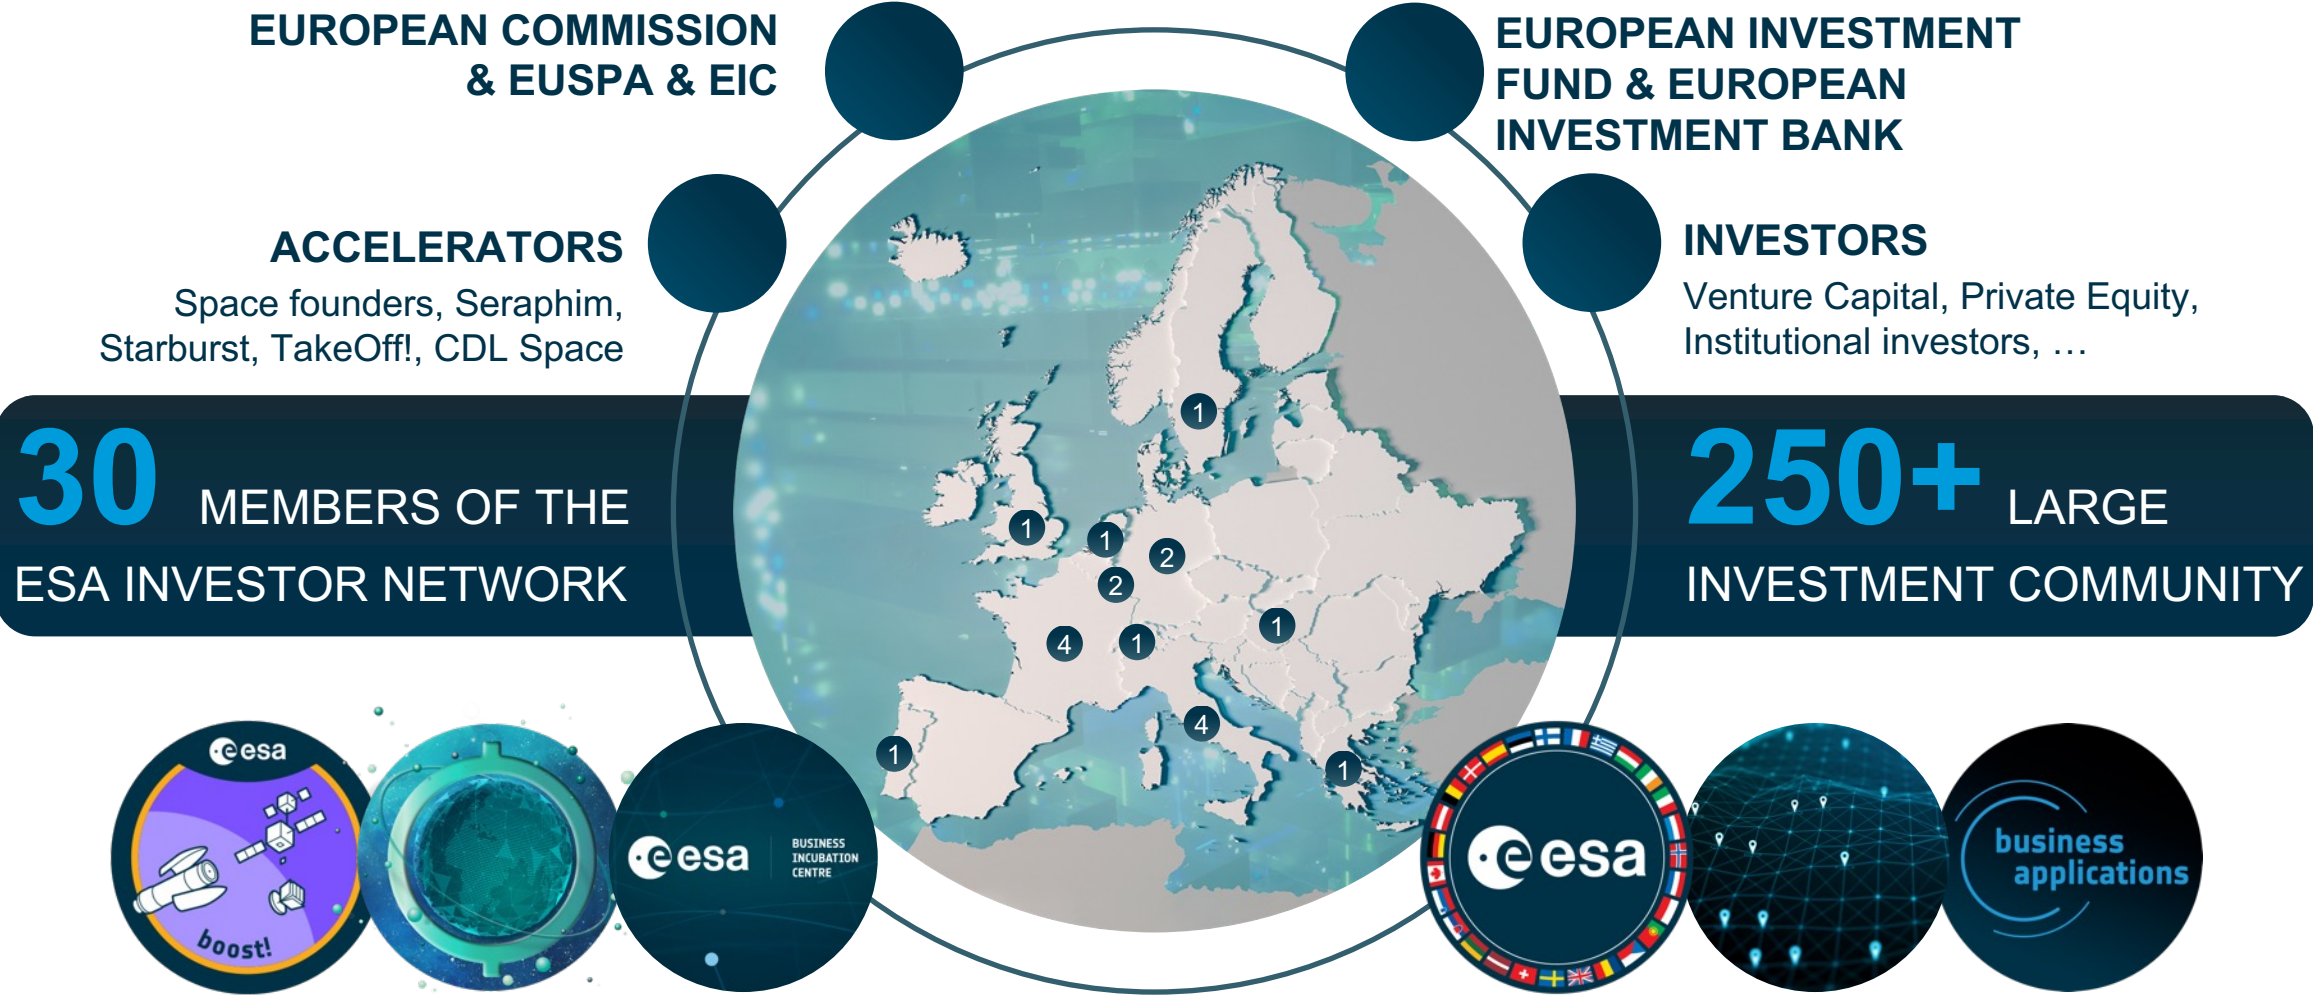 EUROPEAN COMMISSION
& EUSPA & EIC
EUROPEAN INVESTMENT
FUND & EUROPEAN
INVESTMENT BANK
ACCELERATORS
Space founders, Seraphim,
Starburst, TakeOff!, CDL Space
INVESTORS
Venture Capital, Private Equity,
Institutional investors, …
30 MEMBERS OF THE
ESA INVESTOR NETWORK
250+ LARGE
INVESTMENT COMMUNITY
1
1
1
2
2
1
4
1
4
1
1
esa
boost!
esa
BUSINESS
INCUBATION
CENTRE
esa
business
applications